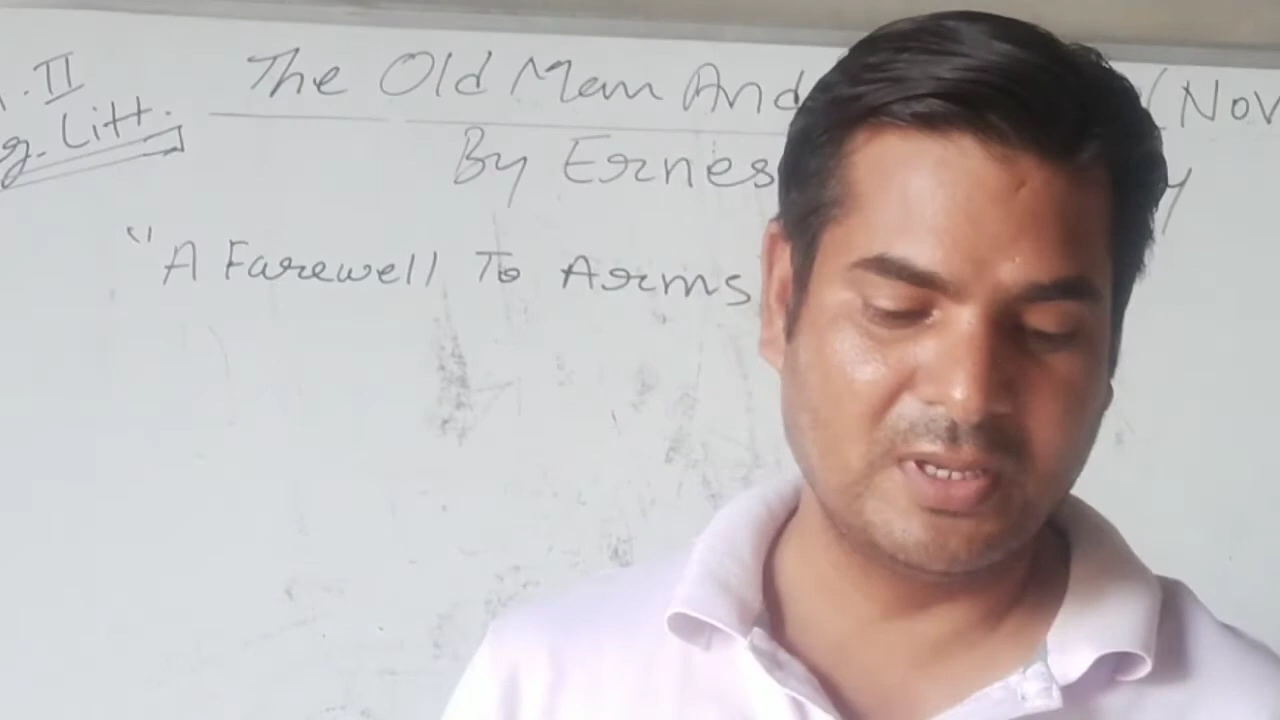 . II
g. Litt.
The Old Man And (Nov
By Ernes y
"A Farewell To Arms